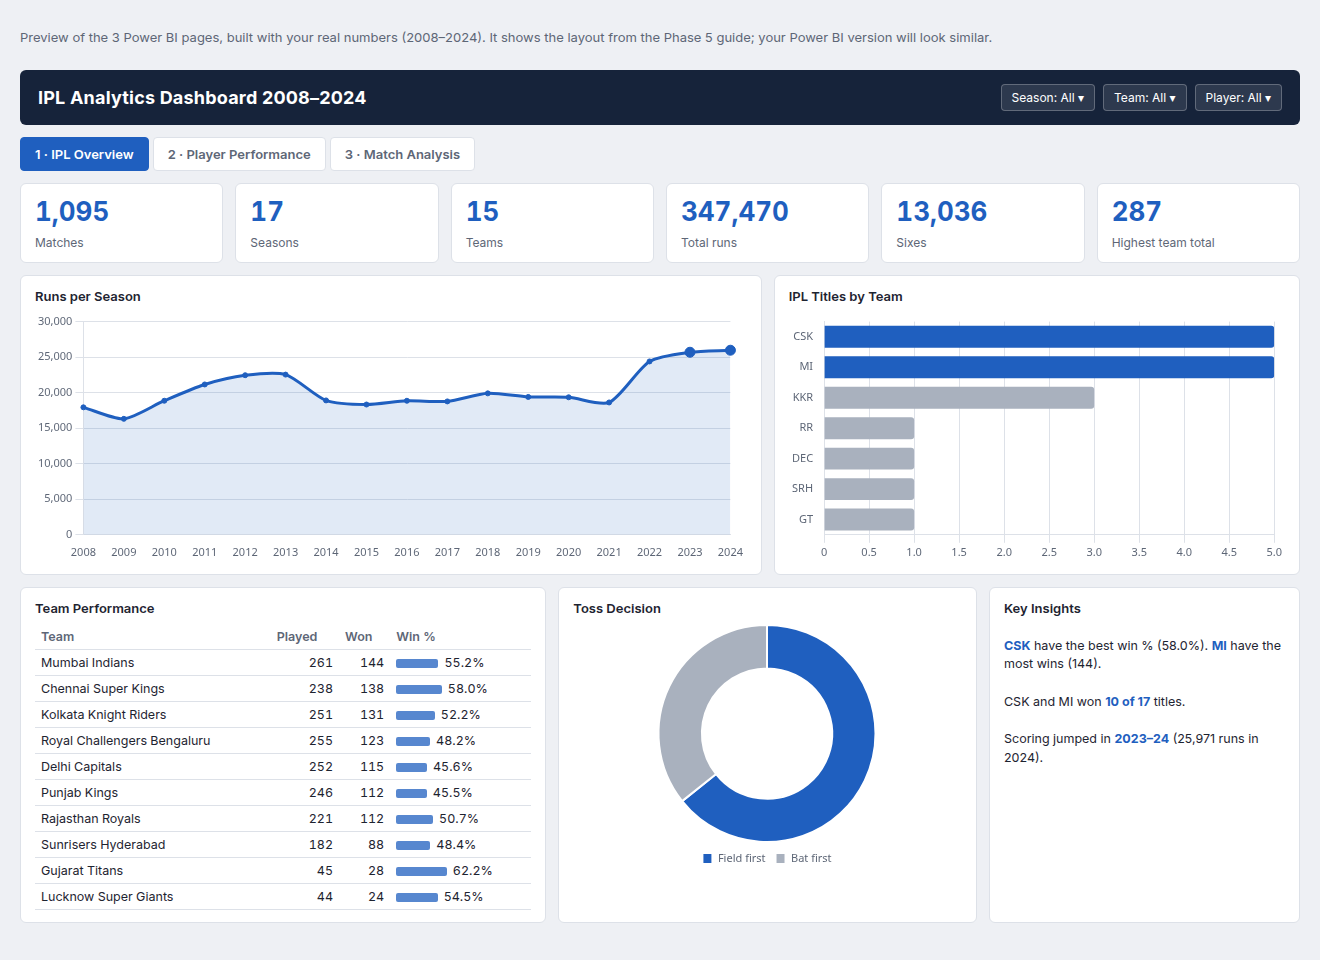 Preview of the 3 Power BI pages, built with your real numbers (2008–2024). It shows the layout from the Phase 5 guide; your Power BI version will look similar.
IPL Analytics Dashboard 2008–2024
Season: All ▾ Team: All ▾ Player: All ▾
1 · IPL Overview 2 · Player Performance 3 · Match Analysis
1,095
Matches
17
Seasons
15
Teams
347,470
Total runs
13,036
Sixes
287
Highest team total
Runs per Season
30,000
25,000
20,000
15,000
10,000
5,000
0
2008 2009 2010 2011 2012 2013 2014 2015 2016 2017 2018 2019 2020 2021 2022 2023 2024
IPL Titles by Team
CSK
MI
KKR
RR
DEC
SRH
GT
0 0.5 1.0 1.5 2.0 2.5 3.0 3.5 4.0 4.5 5.0
Team Performance
Team Played Won Win %
Mumbai Indians 261 144 55.2%
Chennai Super Kings 238 138 58.0%
Kolkata Knight Riders 251 131 52.2%
Royal Challengers Bengaluru 255 123 48.2%
Delhi Capitals 252 115 45.6%
Punjab Kings 246 112 45.5%
Rajasthan Royals 221 112 50.7%
Sunrisers Hyderabad 182 88 48.4%
Gujarat Titans 45 28 62.2%
Lucknow Super Giants 44 24 54.5%
Toss Decision
Field first Bat first
Key Insights
CSK have the best win % (58.0%). MI have the
most wins (144).
CSK and MI won 10 of 17 titles.
Scoring jumped in 2023–24 (25,971 runs in
2024).